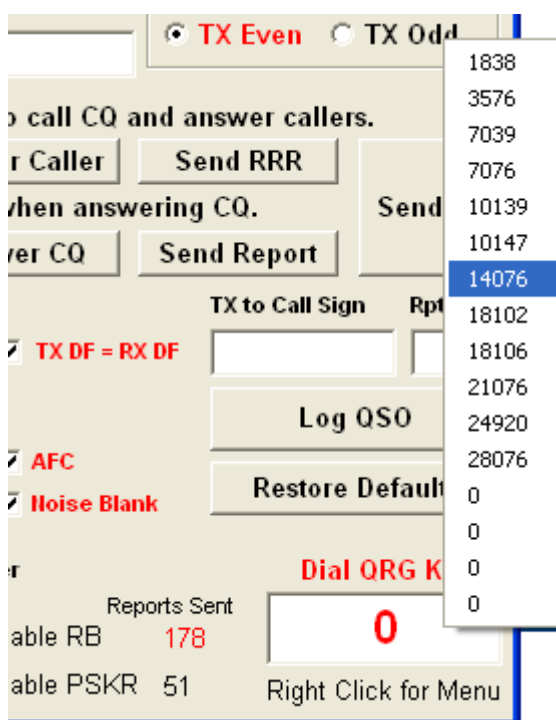 TX Even TX Odd
1838
3576
7039
7076
10139
10147
14076
18102
18106
21076
24920
28076
0
0
0
0
call CQ and answer callers.
Caller Send RRR
when answering CQ. Send
CQ Send Report
TX to Call Sign Rpt
TX DF = RX DF
Log QSO
AFC
Noise Blank
Restore Default
Dial QRG K
Reports Sent
able RB 178
0
able PSKR 51
Right Click for Menu